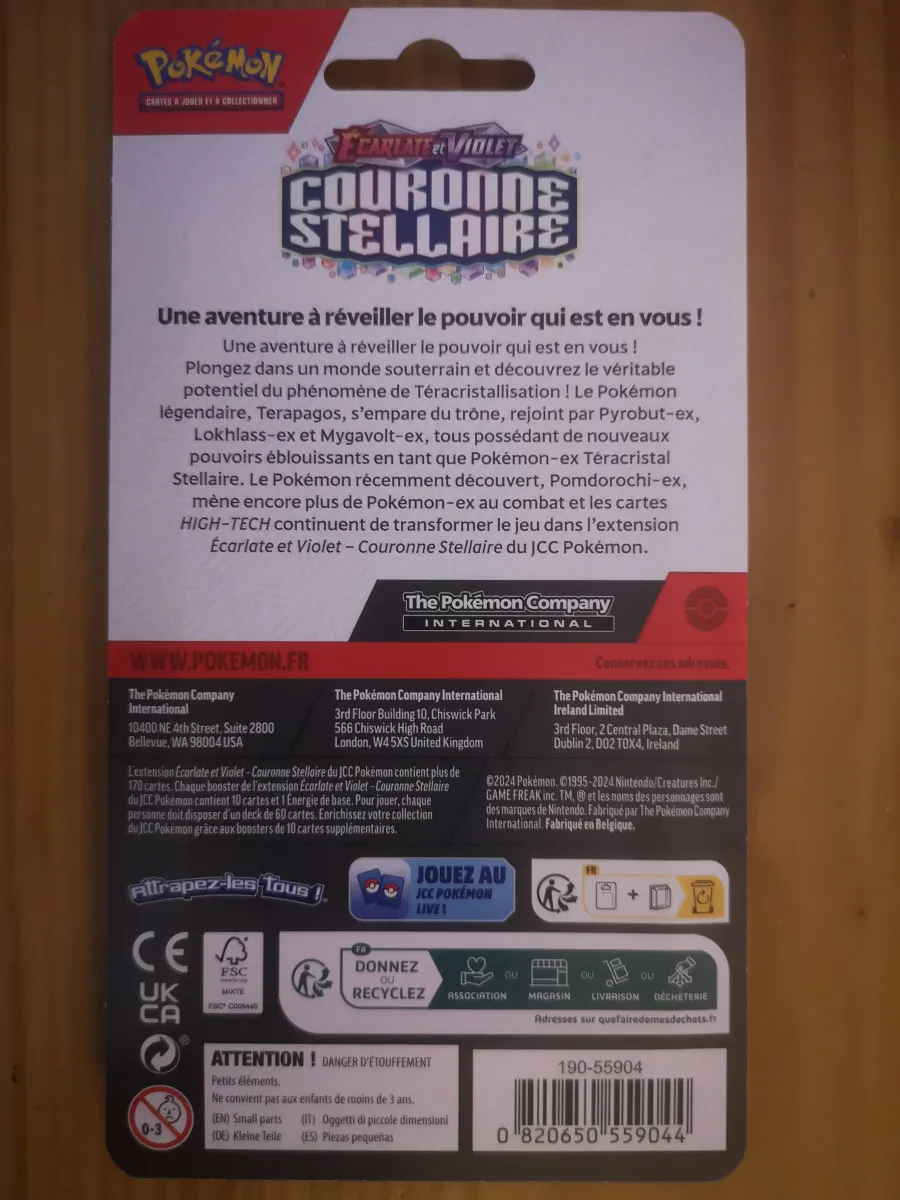 POKéMON
CARTES À JOUER ET À COLLECTIONNER
ÉCARLATE et VIOLET
COURONNE
STELLAIRE
Une aventure à réveiller le pouvoir qui est en vous !
Une aventure à réveiller le pouvoir qui est en vous !
Plongez dans un monde souterrain et découvrez le véritable
potentiel du phénomène de Téracristallisation ! Le Pokémon
légendaire, Terapagos, s'empare du trône, rejoint par Pyrobut-ex,
Lokhlass-ex et Mygavolt-ex, tous possédant de nouveaux
pouvoirs éblouissants en tant que Pokémon-ex Téracristal
Stellaire. Le Pokémon récemment découvert, Pomdorochi-ex,
mène encore plus de Pokémon-ex au combat et les cartes
HIGH-TECH continuent de transformer le jeu dans l'extension
Écarlate et Violet – Couronne Stellaire du JCC Pokémon.
The Pokémon Company
INTERNATIONAL
WWW.POKEMON.FR
Conservez ces adresses.
The Pokémon Company
International
10400 NE 4th Street, Suite 2800
Bellevue, WA 98004 USA
The Pokémon Company International
3rd Floor Building 10, Chiswick Park
566 Chiswick High Road
London, W4 5XS United Kingdom
The Pokémon Company International
Ireland Limited
3rd Floor, 2 Central Plaza, Dame Street
Dublin 2, D02 T0X4, Ireland
L'extension Écarlate et Violet – Couronne Stellaire du JCC Pokémon contient plus de
170 cartes. Chaque booster de l'extension Écarlate et Violet – Couronne Stellaire
du JCC Pokémon contient 10 cartes et 1 Énergie de base. Pour jouer, chaque
personne doit disposer d'un deck de 60 cartes. Enrichissez votre collection
du JCC Pokémon grâce aux boosters de 10 cartes supplémentaires.
©2024 Pokémon. ©1995-2024 Nintendo/Creatures Inc./
GAME FREAK inc. TM, ® et les noms des personnages sont
des marques de Nintendo. Fabriqué par The Pokémon Company
International. Fabriqué en Belgique.
Attrapez-les Tous !™
JOUEZ AU
JCC POKÉMON
LIVE !
FR
+
CE
FSC
www.fsc.org
MIXTE
FSC® C008440
UK
CA
FR
DONNEZ
OU
RECYCLEZ
ASSOCIATION
OU
MAGASIN
OU
LIVRAISON
OU
DÉCHÈTERIE
Adresses sur quefairedemesdechets.fr
®
0-3
ATTENTION ! DANGER D'ÉTOUFFEMENT
Petits éléments.
Ne convient pas aux enfants de moins de 3 ans.
(EN) Small parts (IT) Oggetti di piccole dimensioni
(DE) Kleine Teile (ES) Piezas pequeñas
190-55904
0 820650 559044